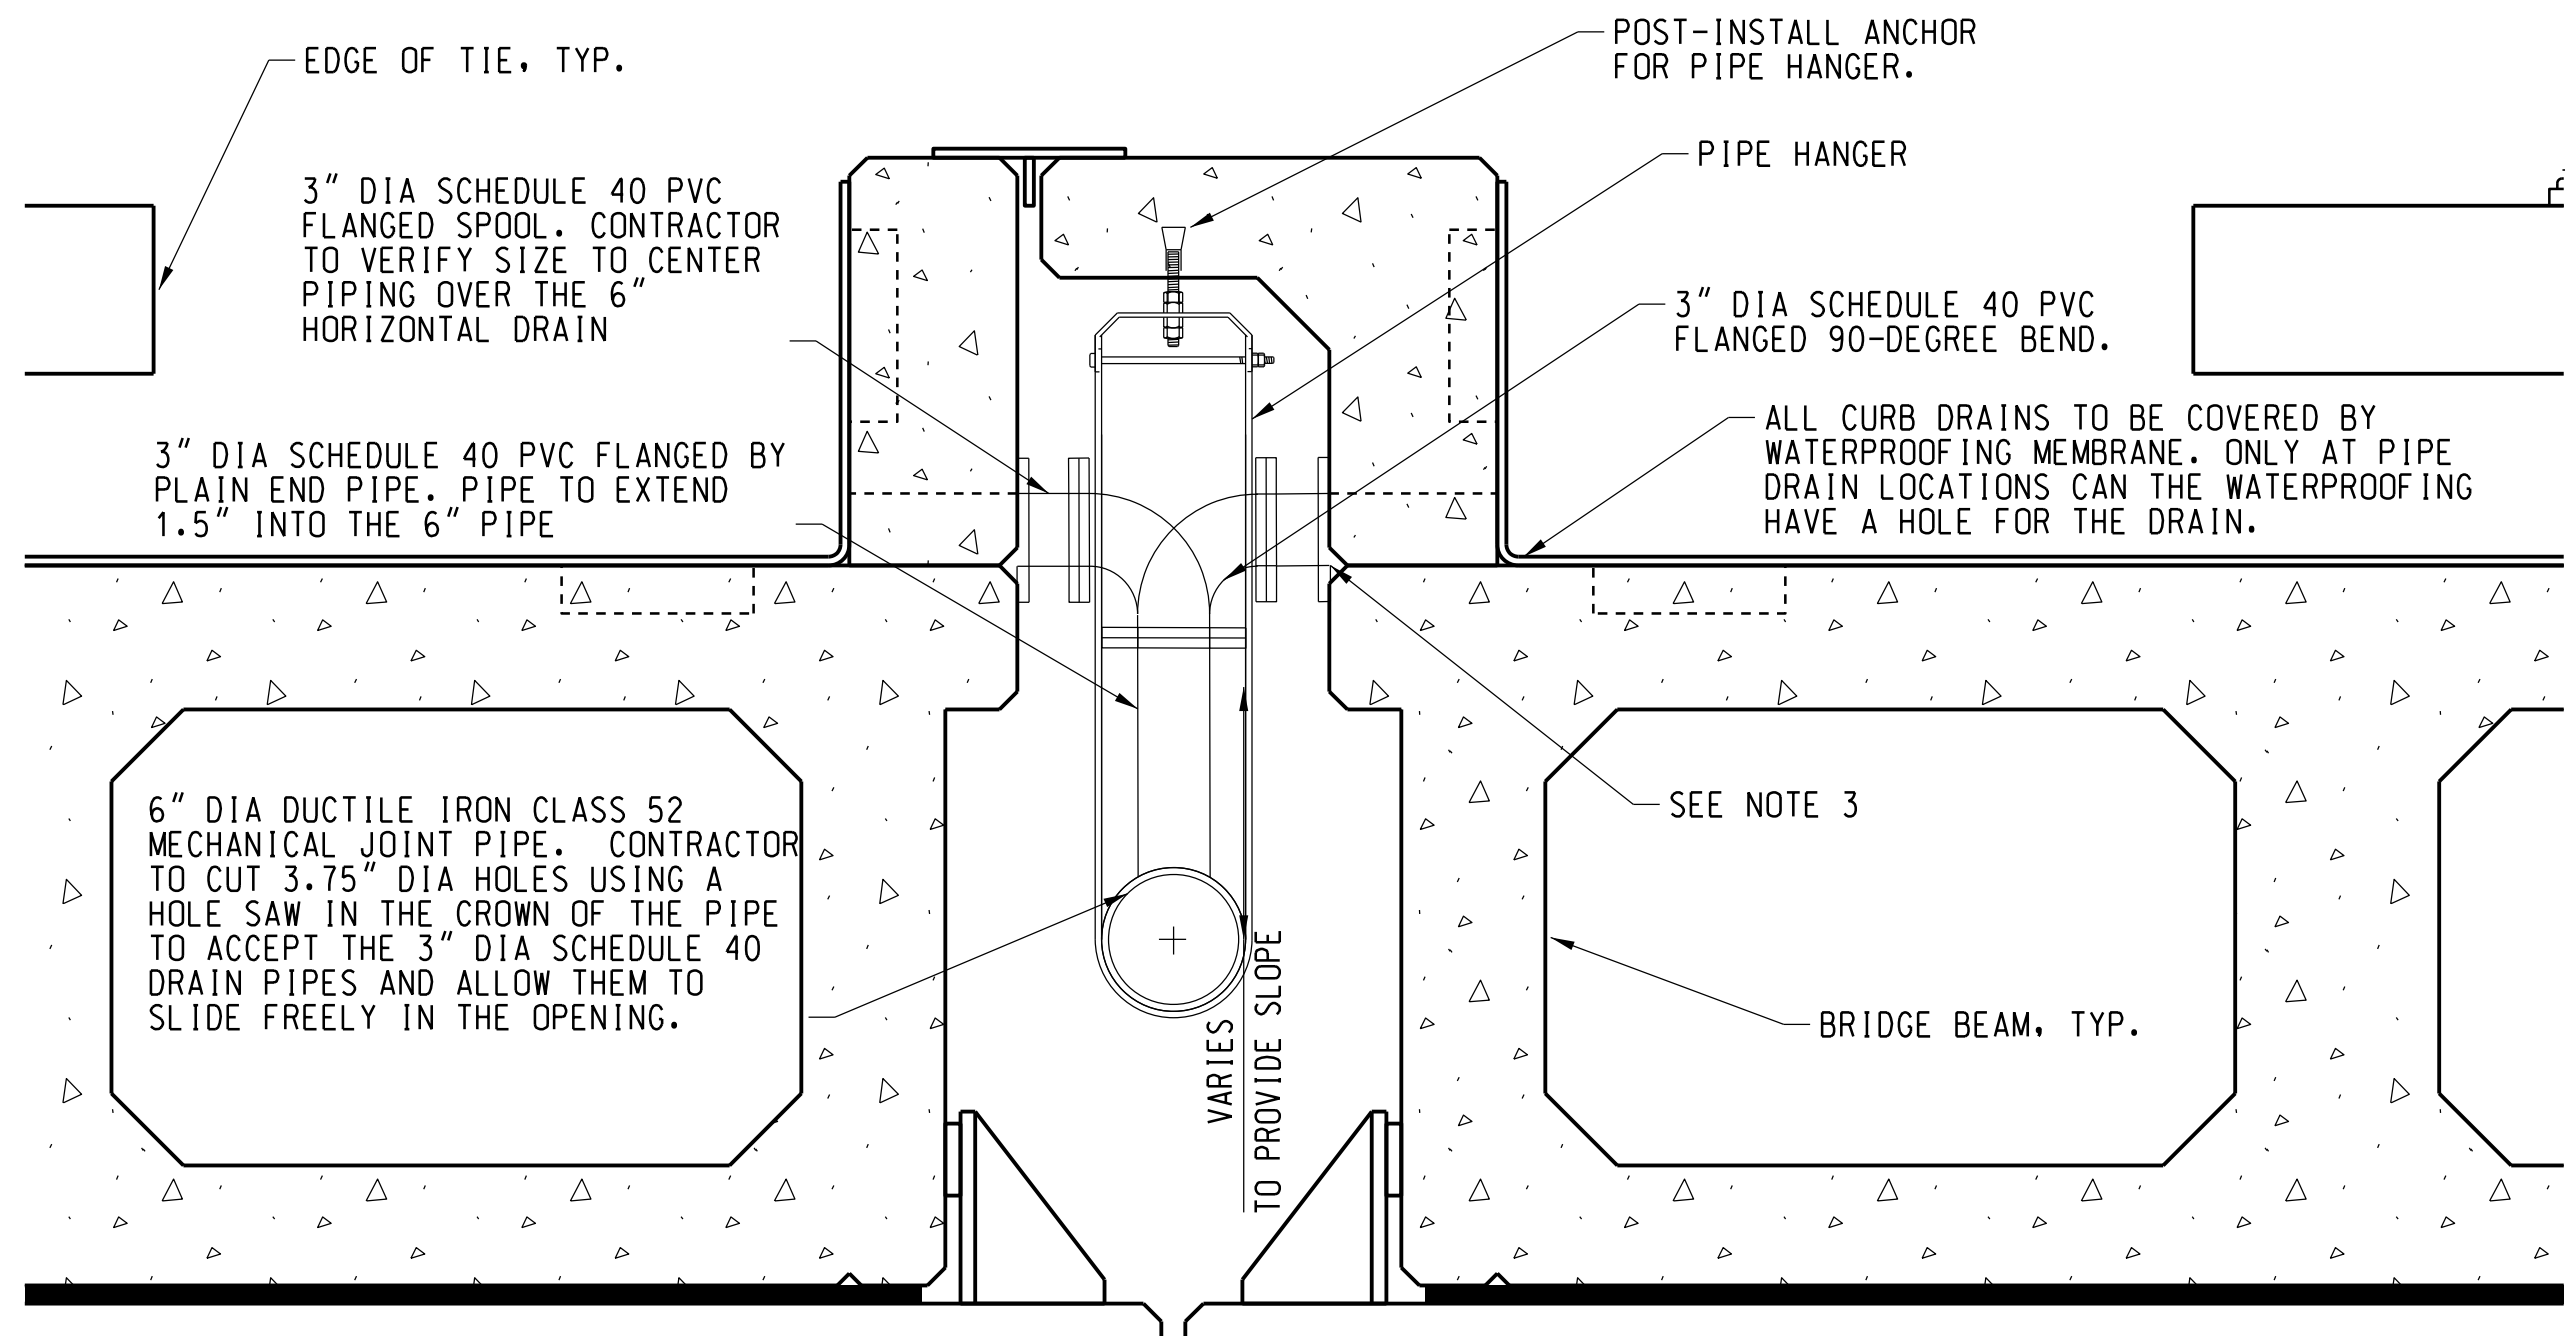 EDGE OF TIE, TYP.
POST-INSTALL ANCHOR
FOR PIPE HANGER.
PIPE HANGER
3" DIA SCHEDULE 40 PVC
FLANGED SPOOL. CONTRACTOR
TO VERIFY SIZE TO CENTER
PIPING OVER THE 6"
HORIZONTAL DRAIN
3" DIA SCHEDULE 40 PVC
FLANGED 90-DEGREE BEND.
3" DIA SCHEDULE 40 PVC FLANGED BY
PLAIN END PIPE. PIPE TO EXTEND
1.5" INTO THE 6" PIPE
ALL CURB DRAINS TO BE COVERED BY
WATERPROOFING MEMBRANE. ONLY AT PIPE
DRAIN LOCATIONS CAN THE WATERPROOFING
HAVE A HOLE FOR THE DRAIN.
6" DIA DUCTILE IRON CLASS 52
MECHANICAL JOINT PIPE. CONTRACTOR
TO CUT 3.75" DIA HOLES USING A
HOLE SAW IN THE CROWN OF THE PIPE
TO ACCEPT THE 3" DIA SCHEDULE 40
DRAIN PIPES AND ALLOW THEM TO
SLIDE FREELY IN THE OPENING.
SEE NOTE 3
BRIDGE BEAM, TYP.
VARIES
TO PROVIDE SLOPE